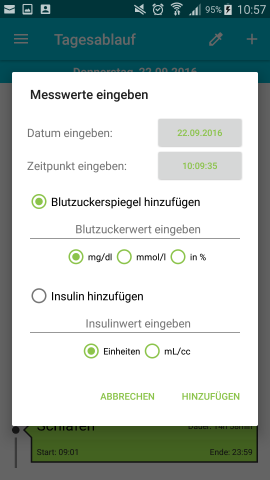 95% 10:57
Tagesablauf
Donnerstag, 22.09.2016
Messwerte eingeben
Datum eingeben: 22.09.2016
Zeitpunkt eingeben: 10:09:35
Blutzuckerspiegel hinzufügen
Blutzuckerwert eingeben
mg/dl mmol/l in %
Insulin hinzufügen
Insulinwert eingeben
Einheiten mL/cc
ABBRECHEN HINZUFÜGEN
Schlafen Dauer: 14h 58min
Start: 09:01 Ende: 23:59